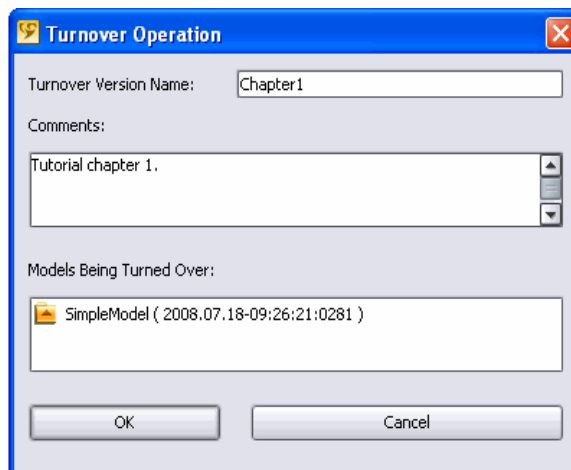 Turnover Operation
Turnover Version Name: Chapter1
Comments:
Tutorial chapter 1.
Models Being Turned Over:
SimpleModel ( 2008.07.18-09:26:21:0281 )
OK Cancel